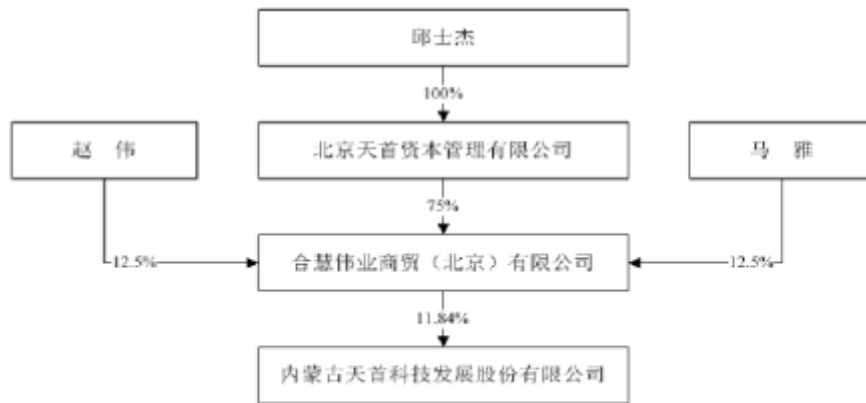 邱士杰
100%
赵 伟
北京天首资本管理有限公司
马 雅
75%
12.5%
合慧伟业商贸（北京）有限公司
12.5%
11.84%
内蒙古天首科技发展股份有限公司